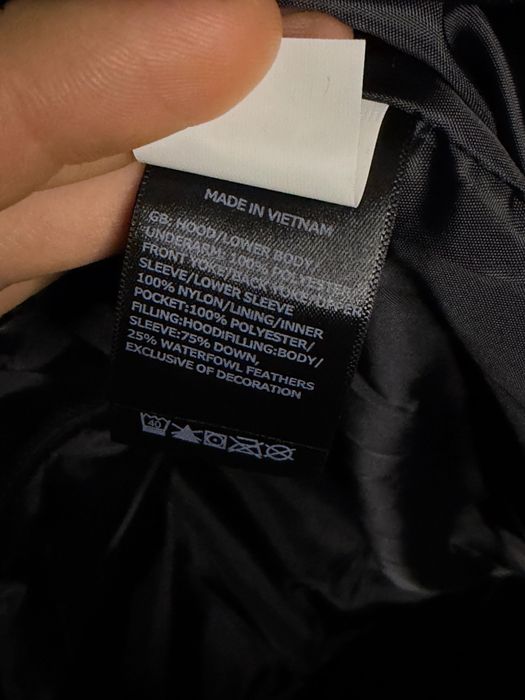 MADE IN VIETNAM
GB. HOOD/LOWER BODY/
UNDERARM: 100% POLYESTER
FRONT YOKE/BACK YOKE/UPPER
SLEEVE/LOWER SLEEVE
100% NYLON/LINING/INNER
POCKET:100% POLYESTER/
FILLING:HOODIFILLING:BODY/
SLEEVE:75% DOWN,
25% WATERFOWL FEATHERS
EXCLUSIVE OF DECORATION
40